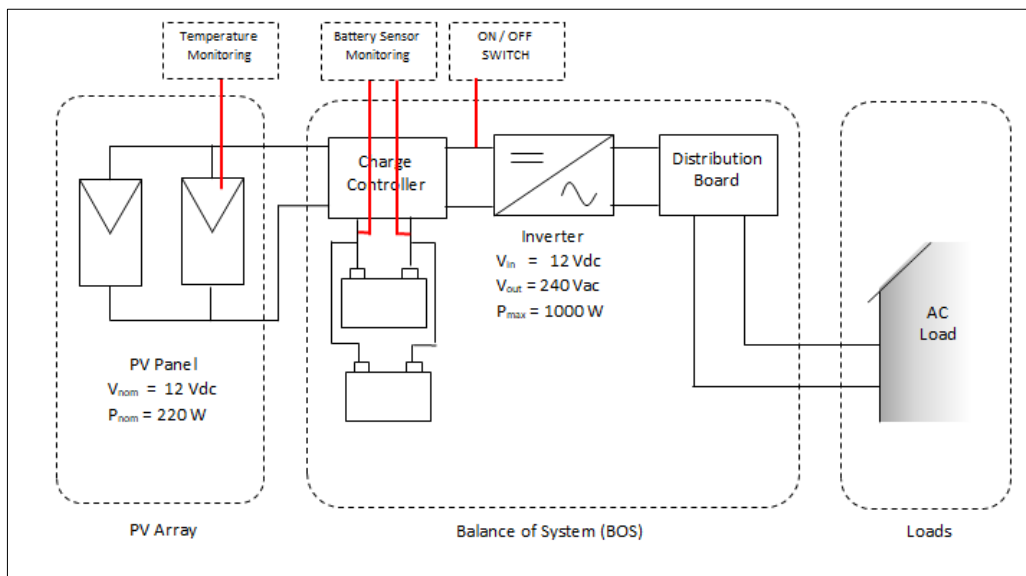 Temperature
Monitoring
Battery Sensor
Monitoring
ON / OFF
SWITCH
Charge
Controller
Distribution
Board
Inverter
Vin = 12 Vdc
Vout = 240 Vac
Pmax = 1000 W
PV Panel
Vnom = 12 Vdc
Pnom = 220 W
AC
Load
PV Array
Balance of System (BOS)
Loads